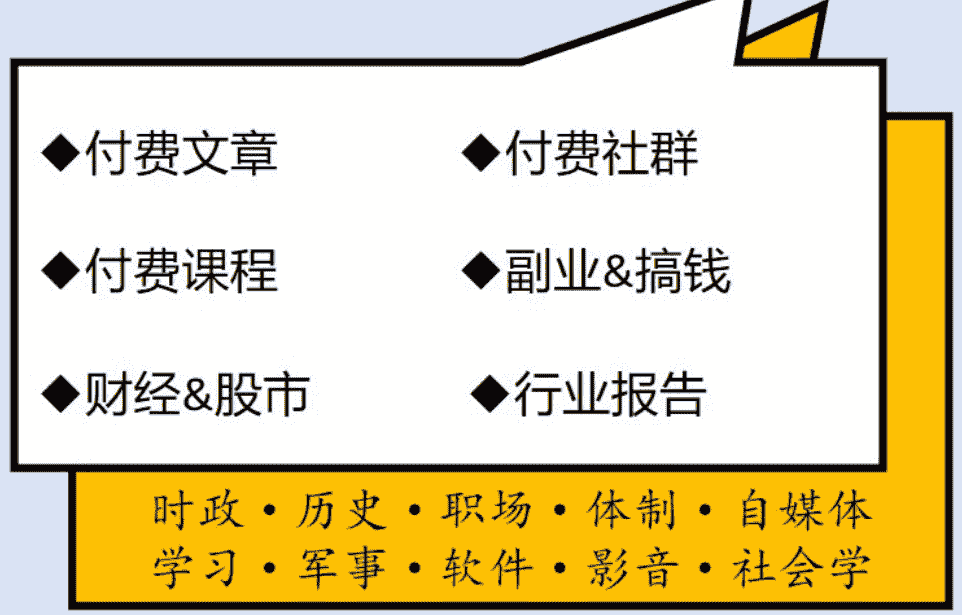 ◆付费文章 ◆付费社群
◆付费课程 ◆副业&搞钱
◆财经&股市 ◆行业报告
时政·历史·职场·体制·自媒体
学习·军事·软件·影音·社会学